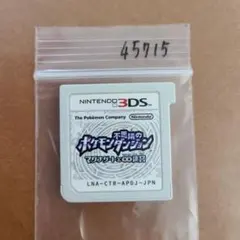 45715
NINTENDO 3DS
The Pokémon Company
Nintendo
ポケモン不思議のダンジョン
マグナゲートと∞迷宮
LNA-CTR-APDJ-JPN